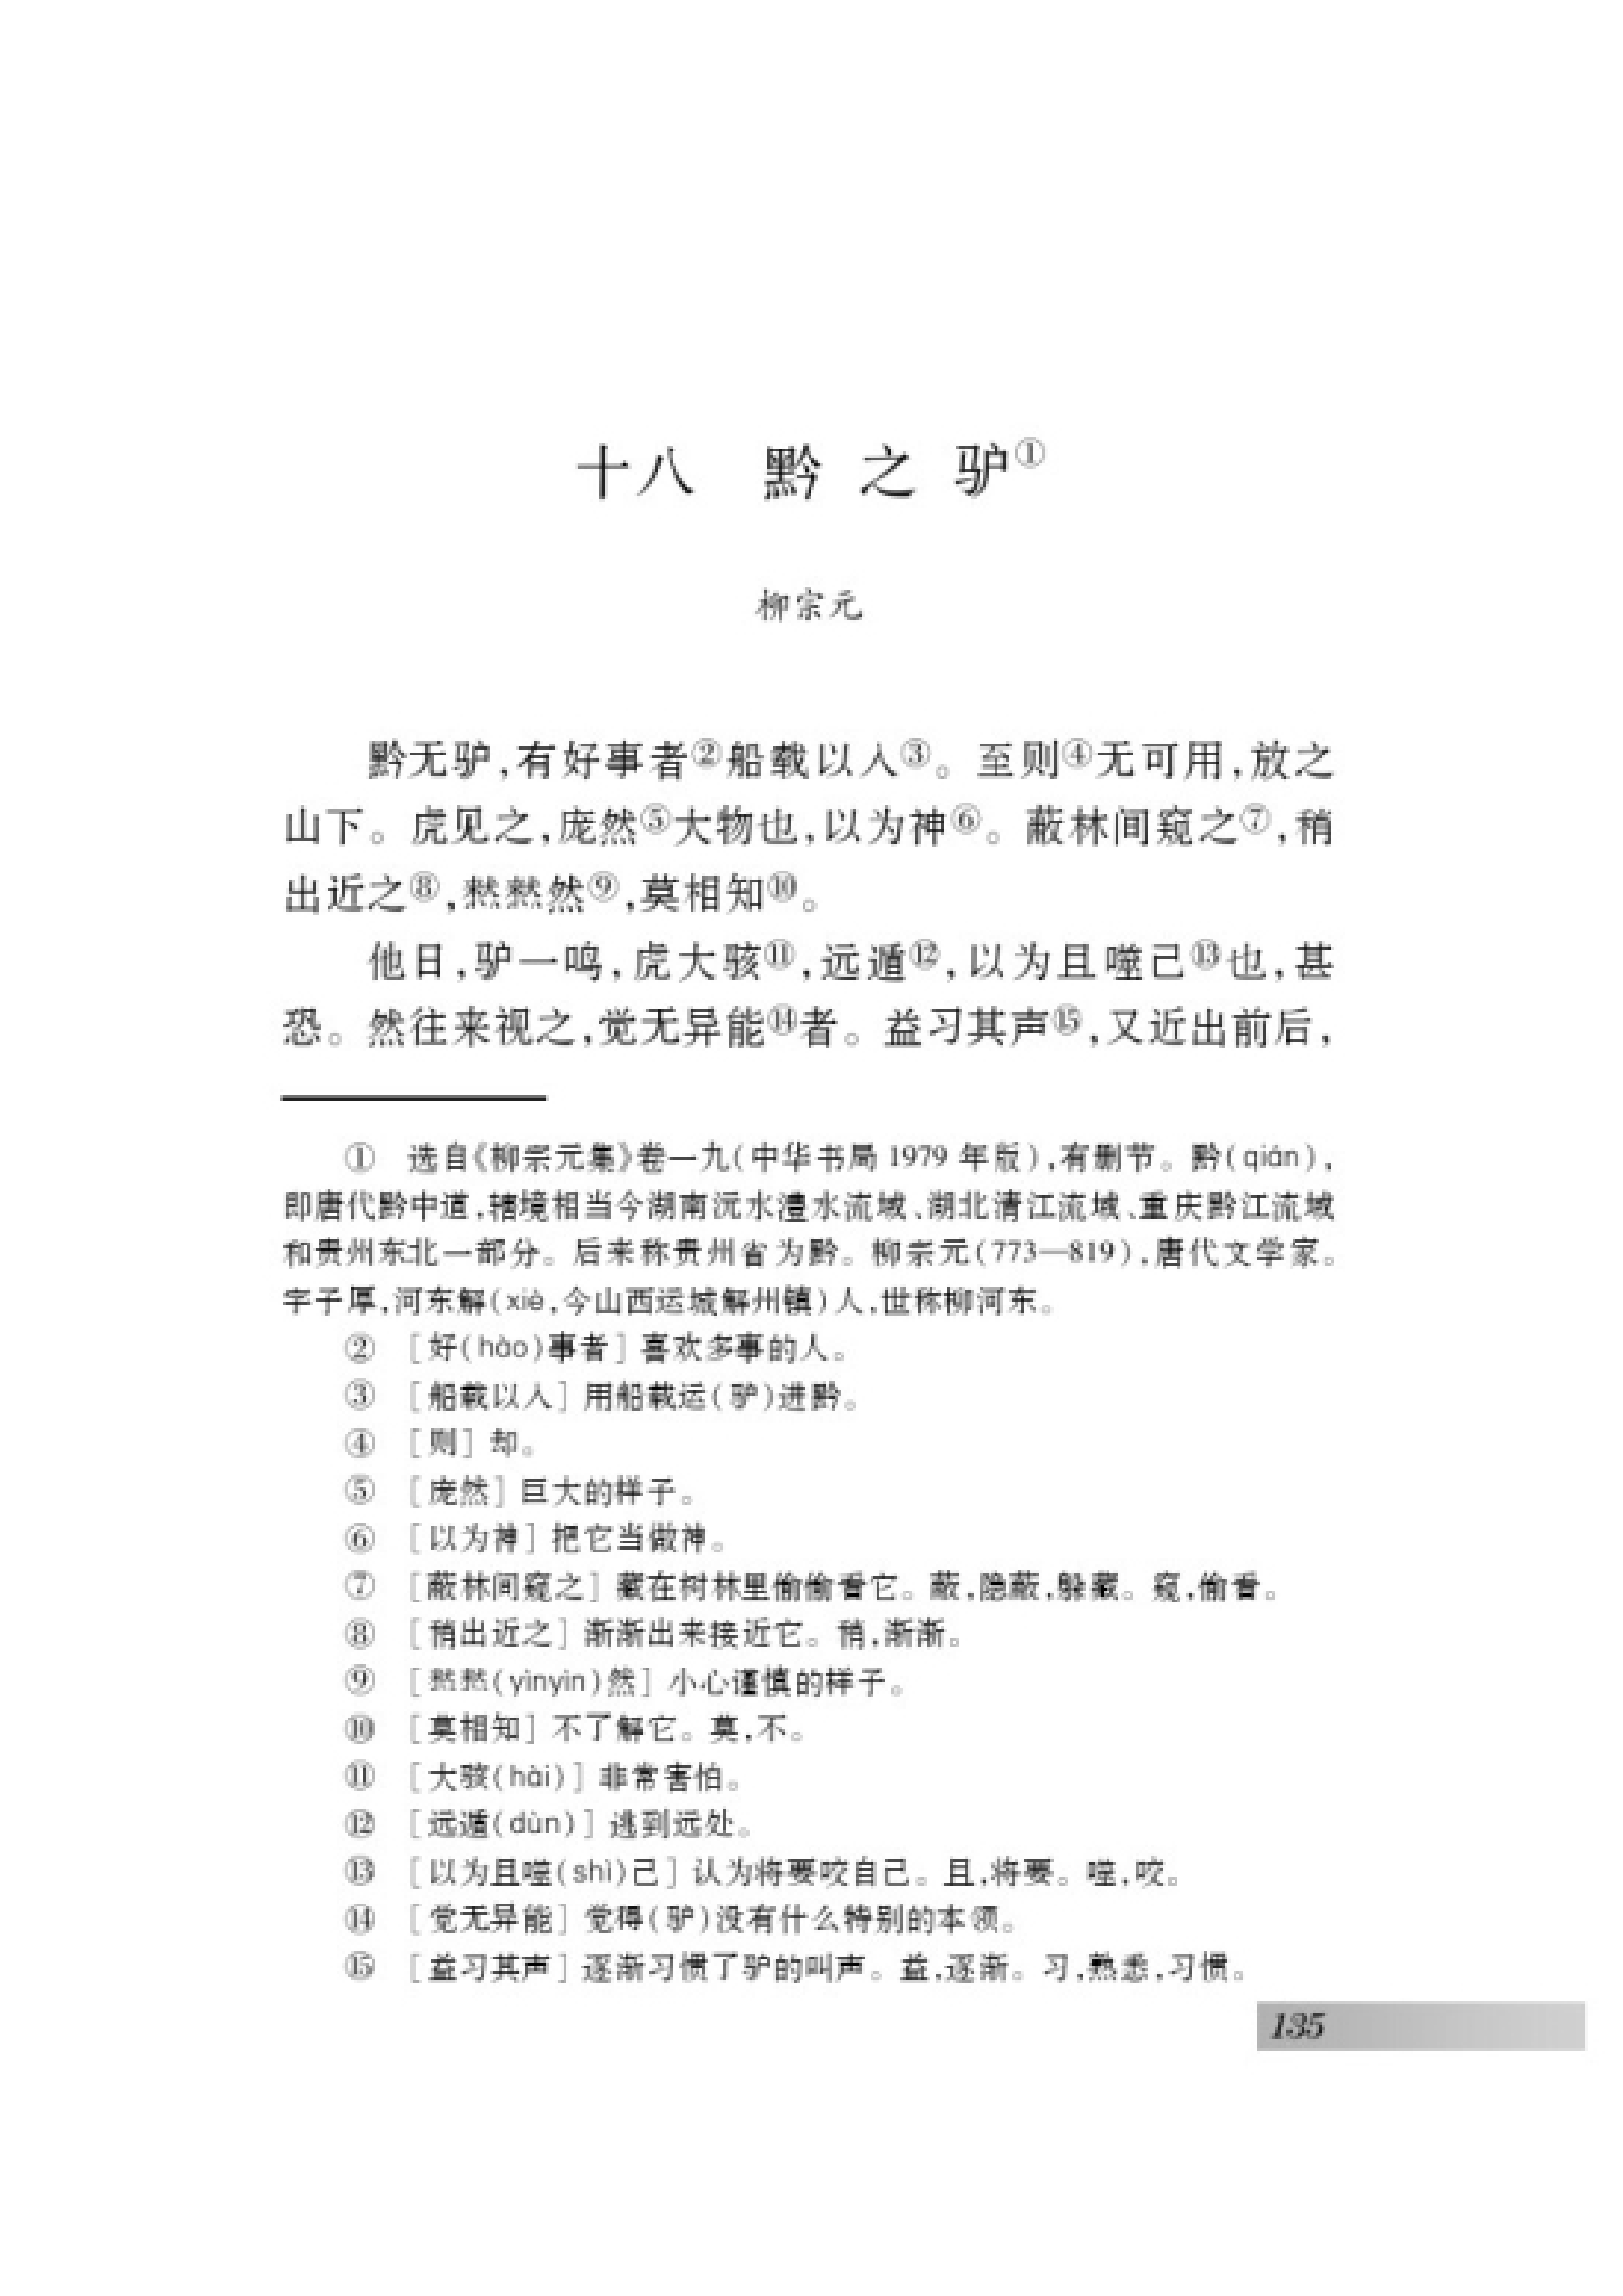 十八　黔 之 驴①
柳宗元
黔无驴,有好事者②船载以入③。至则④无可用,放之
山下。虎见之,庞然⑤大物也,以为神⑥。蔽林间窥之⑦,稍
出近之⑧,慭慭然⑨,莫相知⑩。
他日,驴一鸣,虎大骇⑪,远遁⑫,以为且噬己⑬也,甚
恐。然往来视之,觉无异能⑭者。益习其声⑮,又近出前后,
①　选自《柳宗元集》卷一九(中华书局 1979 年版),有删节。黔(qián),
即唐代黔中道,辖境相当今湖南沅水澧水流域、湖北清江流域、重庆黔江流域
和贵州东北一部分。后来称贵州省为黔。柳宗元(773—819),唐代文学家。
字子厚,河东解(xiè,今山西运城解州镇)人,世称柳河东。
②　[好(hào)事者] 喜欢多事的人。
③　[船载以入] 用船载运(驴)进黔。
④　[则] 却。
⑤　[庞然] 巨大的样子。
⑥　[以为神] 把它当做神。
⑦　[蔽林间窥之] 藏在树林里偷偷看它。蔽,隐蔽,躲藏。窥,偷看。
⑧　[稍出近之] 渐渐出来接近它。稍,渐渐。
⑨　[慭慭(yìnyìn)然] 小心谨慎的样子。
⑩　[莫相知] 不了解它。莫,不。
⑪　[大骇(hài)] 非常害怕。
⑫　[远遁(dùn)] 逃到远处。
⑬　[以为且噬(shì)己] 认为将要咬自己。且,将要。噬,咬。
⑭　[觉无异能] 觉得(驴)没有什么特别的本领。
⑮　[益习其声] 逐渐习惯了驴的叫声。益,逐渐。习,熟悉,习惯。
135